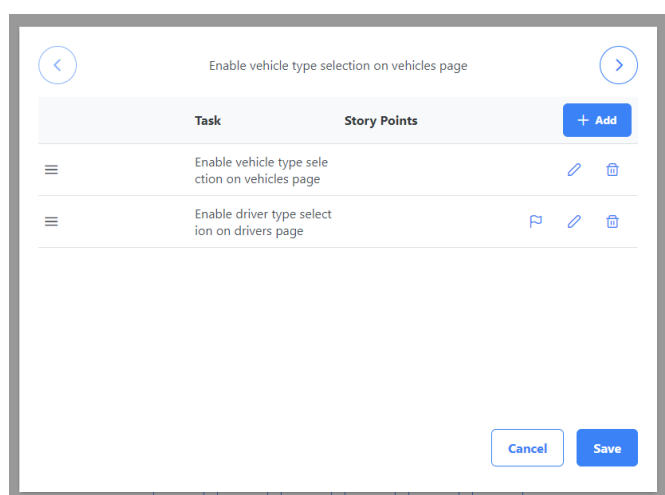 Enable vehicle type selection on vehicles page
Task Story Points + Add
Enable vehicle type sele
ction on vehicles page
Enable driver type select
ion on drivers page
Cancel Save